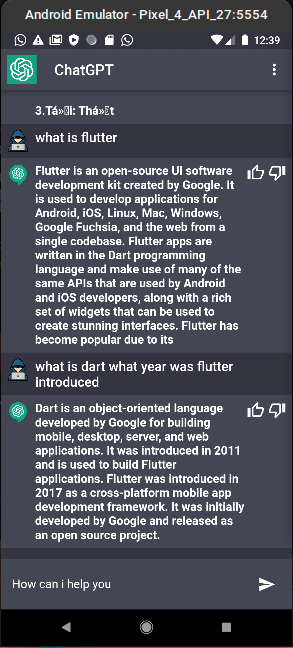 Android Emulator - Pixel_4_API_27:5554
12:39
ChatGPT
3.Tá»i: Thá»t
what is flutter
Flutter is an open-source UI software
development kit created by Google. It
is used to develop applications for
Android, iOS, Linux, Mac, Windows,
Google Fuchsia, and the web from a
single codebase. Flutter apps are
written in the Dart programming
language and make use of many of the
same APIs that are used by Android
and iOS developers, along with a rich
set of widgets that can be used to
create stunning interfaces. Flutter has
become popular due to its
what is dart what year was flutter
introduced
Dart is an object-oriented language
developed by Google for building
mobile, desktop, server, and web
applications. It was introduced in 2011
and is used to build Flutter
applications. Flutter was introduced in
2017 as a cross-platform mobile app
development framework. It was initially
developed by Google and released as
an open source project.
How can i help you